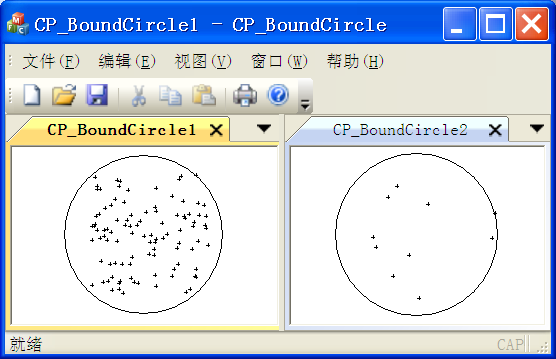 CP_BoundCircle1 - CP_BoundCircle
文件(F) 编辑(E) 视图(V) 窗口(W) 帮助(H)
CP_BoundCircle1 CP_BoundCircle2
就绪 CAP